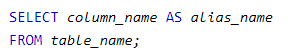 SELECT column_name AS alias_name
FROM table_name;